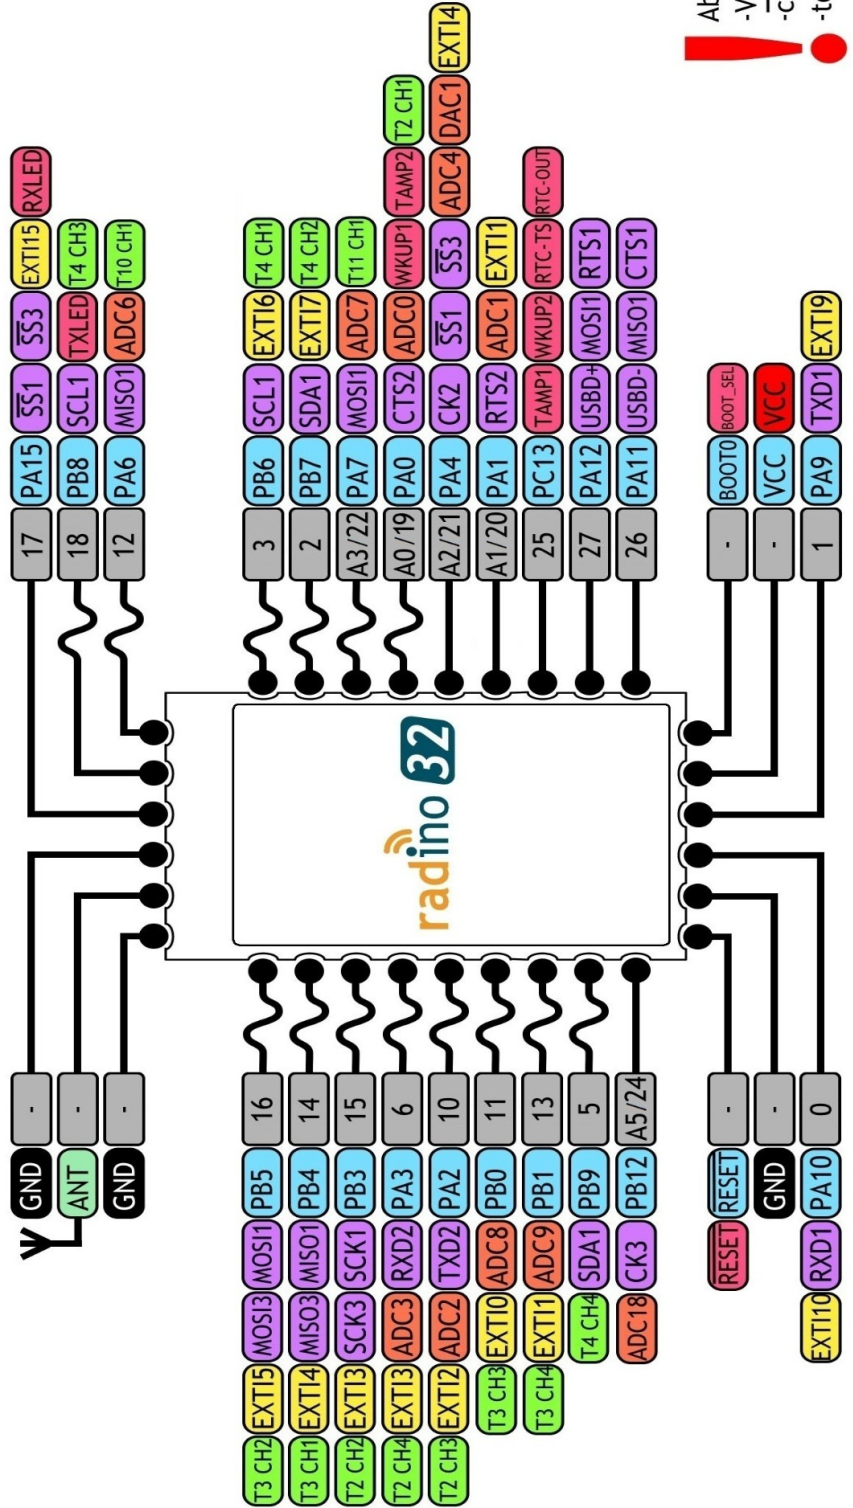 17 PA15 SS1 SS3 EXTI15 RXLED
18 PB8 SCL1 TXLED T4 CH3
12 PA6 MISO1 ADC6 T10 CH1
3 PB6 SCL1 EXTI6 T4 CH1
2 PB7 SDA1 EXTI7 T4 CH2
A3/22 PA7 MOSI1 ADC7 T11 CH1
A0/19 PA0 CTS2 ADC0 WKUP1 TAMP2 T2 CH1
A2/21 PA4 CK2 SS1 SS3 ADC4 DAC1 EXTI4
A1/20 PA1 RTS2 ADC1 EXTI1
25 PC13 TAMP1 WKUP2 RTC-TS RTC-OUT
27 PA12 USBD+ MOSI1 RTS1
26 PA11 USBD- MISO1 CTS1
- BOOT0 BOOT_SEL
- VCC VCC
1 PA9 TXD1 EXTI9
radino 32
GND -
ANT -
GND -
T3 CH2 EXTI5 MOSI3 MOSI1 PB5 16
T3 CH1 EXTI4 MISO3 MISO1 PB4 14
T2 CH2 EXTI3 SCK3 SCK1 PB3 15
T2 CH4 EXTI3 ADC3 RXD2 PA3 6
T2 CH3 EXTI2 ADC2 TXD2 PA2 10
T3 CH3 EXTI0 ADC8 PB0 11
T3 CH4 EXTI1 ADC9 PB1 13
T4 CH4 SDA1 PB9 5
ADC18 CK3 PB12 A5/24
RESET RESET -
GND -
EXTI10 RXD1 PA10 0